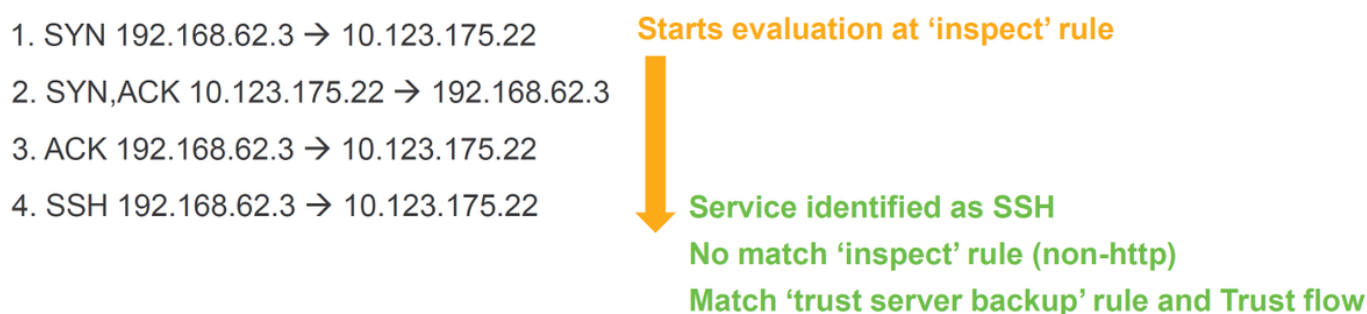 1. SYN 192.168.62.3 → 10.123.175.22
Starts evaluation at ‘inspect’ rule
2. SYN,ACK 10.123.175.22 → 192.168.62.3
3. ACK 192.168.62.3 → 10.123.175.22
4. SSH 192.168.62.3 → 10.123.175.22
Service identified as SSH
No match ‘inspect’ rule (non-http)
Match ‘trust server backup’ rule and Trust flow